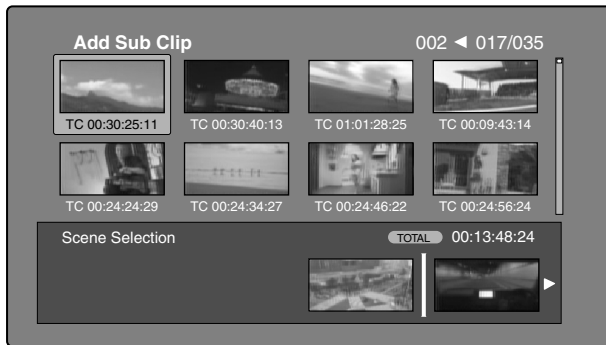 Add Sub Clip 002 ◄ 017/035
TC 00:30:25:11 TC 00:30:40:13 TC 01:01:28:25 TC 00:09:43:14
TC 00:24:24:29 TC 00:24:34:27 TC 00:24:46:22 TC 00:24:56:24
Scene Selection TOTAL 00:13:48:24